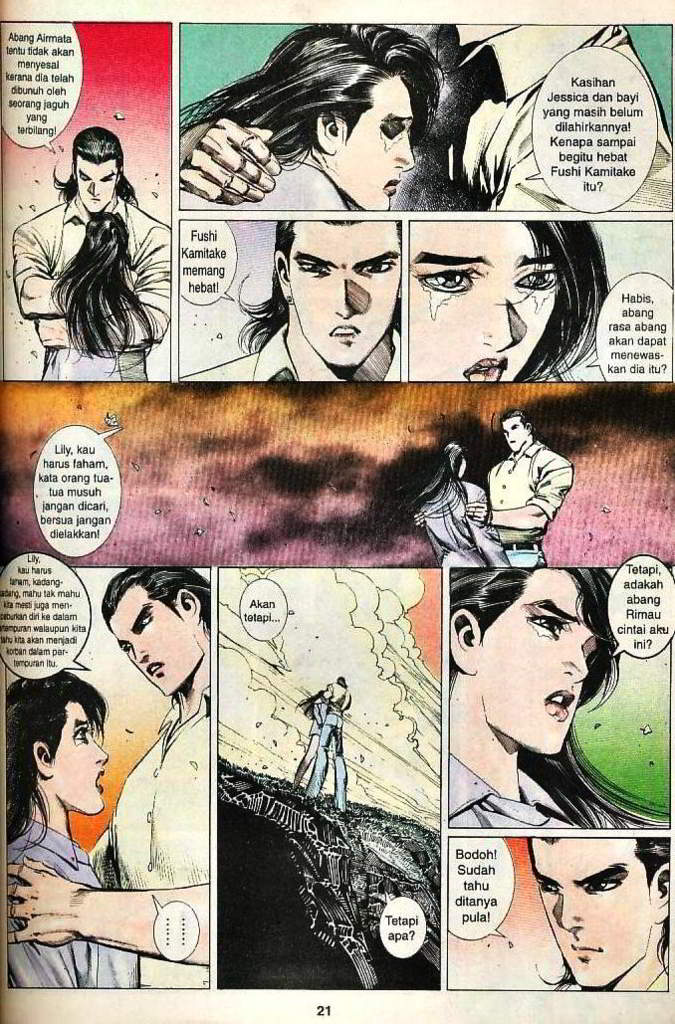 Abang Airmata
tentu tidak akan
menyesal
kerana dia telah
dibunuh oleh
seorang jaguh
yang
terbilang!
Kasihan
Jessica dan bayi
yang masih belum
dilahirkannya!
Kenapa sampai
begitu hebat
Fushi Kamitake
itu?
Fushi
Kamitake
memang
hebat!
Habis,
abang
rasa abang
akan dapat
menewas-
kan dia itu?
Lily, kau
harus faham,
kata orang tua-
tua musuh
jangan dicari,
bersua jangan
dielakkan!
Lily,
kau harus
faham, kadang-
kadang, mahu tak mahu
kita mesti juga men-
ceburkan diri ke dalam
pertempuran walaupun kita
tahu kita akan menjadi
korban dalam per-
tempuran itu.
......
Akan
tetapi...
Tetapi
apa?
Tetapi,
adakah
abang
Rimau
cintai aku
ini?
Bodoh!
Sudah
tahu
ditanya
pula!
21